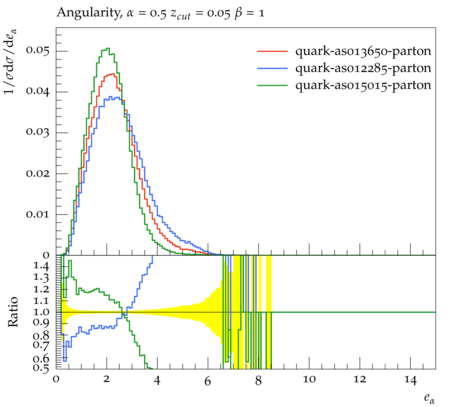 Angularity, α = 0.5 z_cut = 0.05 β = 1
1/σdσ/de_α
0.05
0.04
0.03
0.02
0.01
0
quark-as013650-parton
quark-as012285-parton
quark-as015015-parton
Ratio
1.4
1.3
1.2
1.1
1.0
0.9
0.8
0.7
0.6
0.5
0 2 4 6 8 10 12 14
e_α